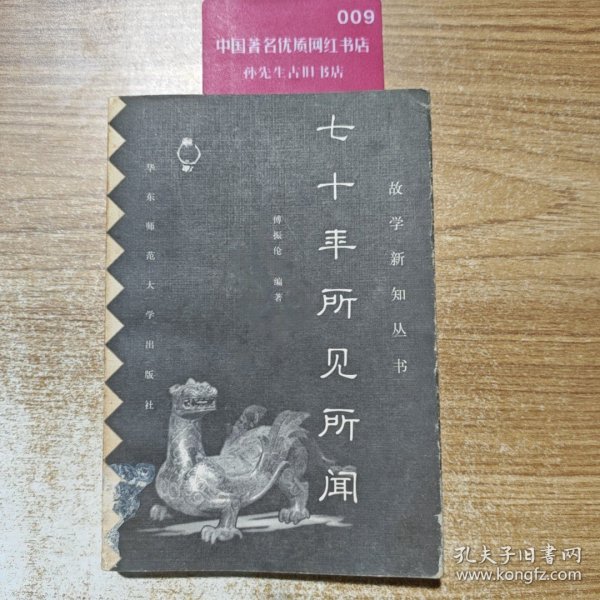 009
中国著名优质网红书店
孙先生古旧书店
故学新知丛书
七十年所见所闻
傅振伦 编著
华东师范大学出版社
孔夫子旧书网
www.kongfz.com